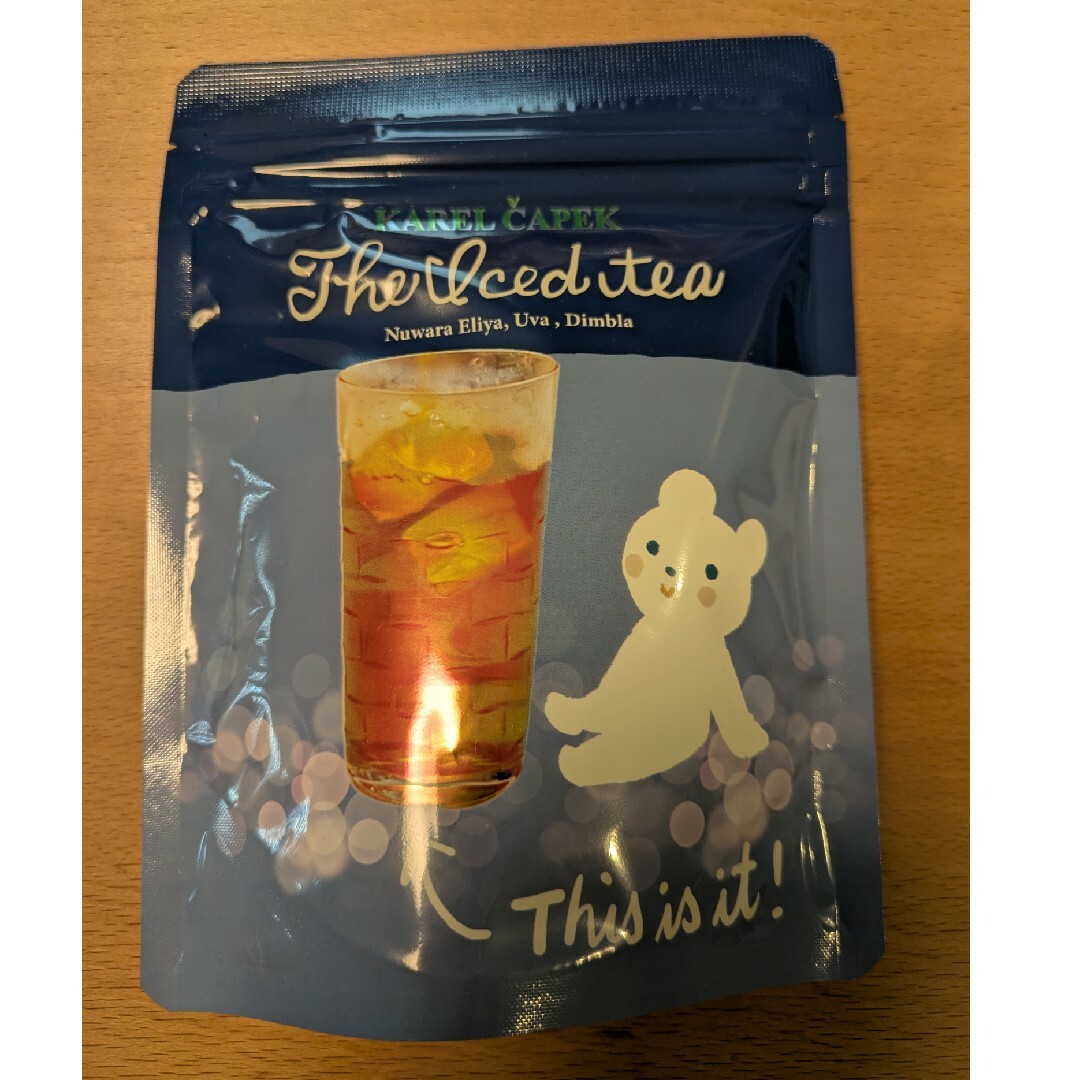 KAREL ČAPEK
The Iced tea
Nuwara Eliya, Uva , Dimbla
This is it!